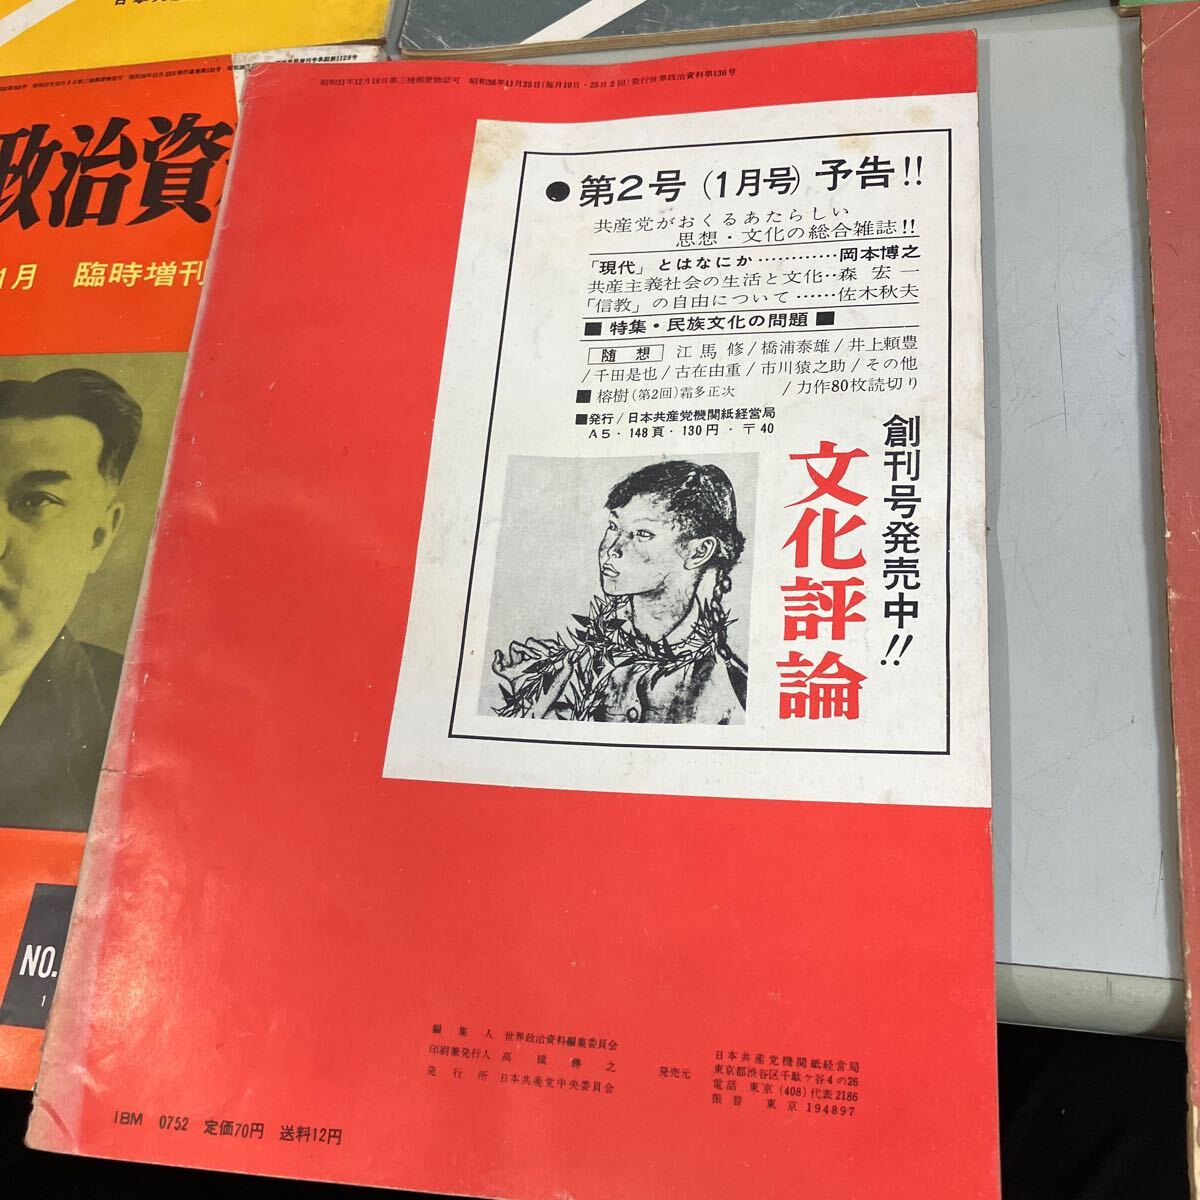 昭和31年12月18日第三種郵便物認可 昭和36年11月25日(毎月10日・25日2回)発行世界政治資料第136号
●第2号(1月号)予告!!
共産党がおくるあたらしい
思想・文化の総合雑誌!!
「現代」とはなにか…………岡本博之
共産主義社会の生活と文化‥森 宏一
「信教」の自由について……佐木秋夫
■特集・民族文化の問題■
随想 江馬修/橋浦泰雄/井上頼豊
/千田是也/古在由重/市川猿之助/その他
■榕樹(第2回)霜多正次 /力作80枚読切り
■発行/日本共産党機関紙経営局
A5・148頁・130円・〒40
創刊号発売中!!
文化評論
編集人 世界政治資料編集委員会
印刷兼発行人 高橋勝之
発行所 日本共産党中央委員会
発売元 日本共産党機関紙経営局
東京都渋谷区千駄ヶ谷4の26
電話 東京(408)代表2186
振替 東京 194897
IBM 0752 定価70円 送料12円
政治資
1月 臨時増刊
NO.
1